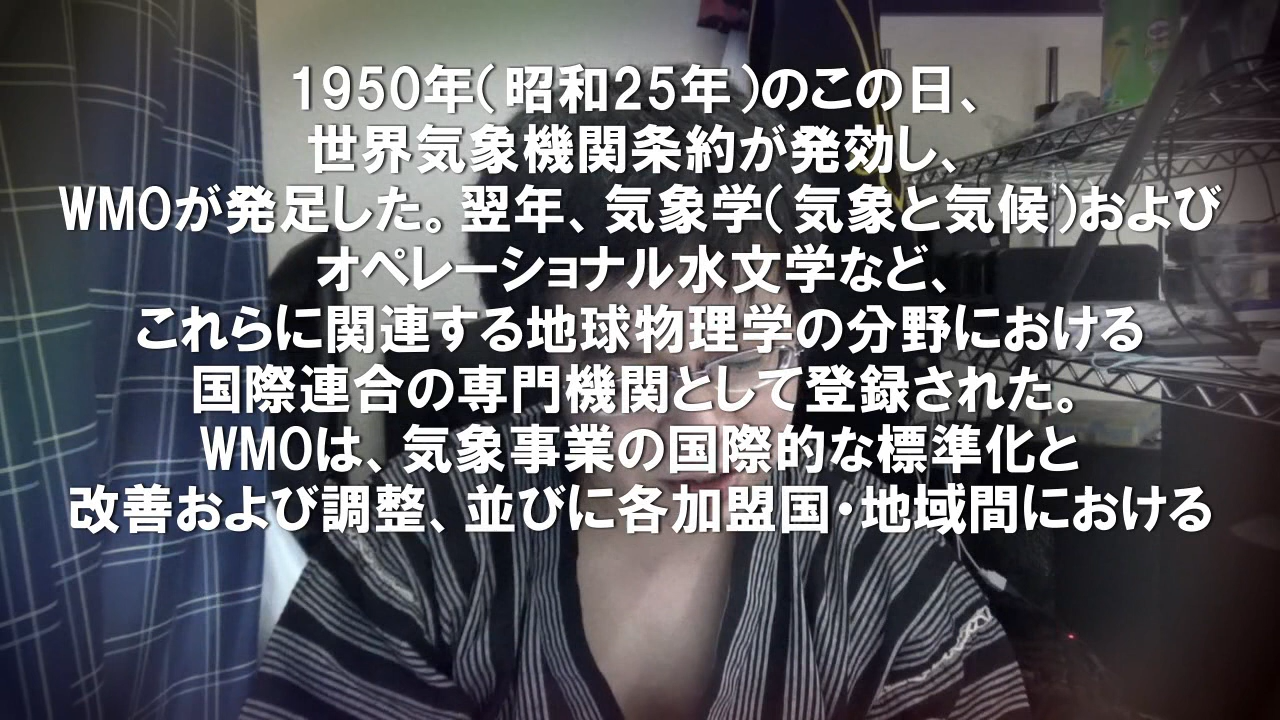 1950年(昭和25年)のこの日、
世界気象機関条約が発効し、
WMOが発足した。翌年、気象学(気象と気候)および
オペレーショナル水文学など、
これらに関連する地球物理学の分野における
国際連合の専門機関として登録された。
WMOは、気象事業の国際的な標準化と
改善および調整、並びに各加盟国・地域間における